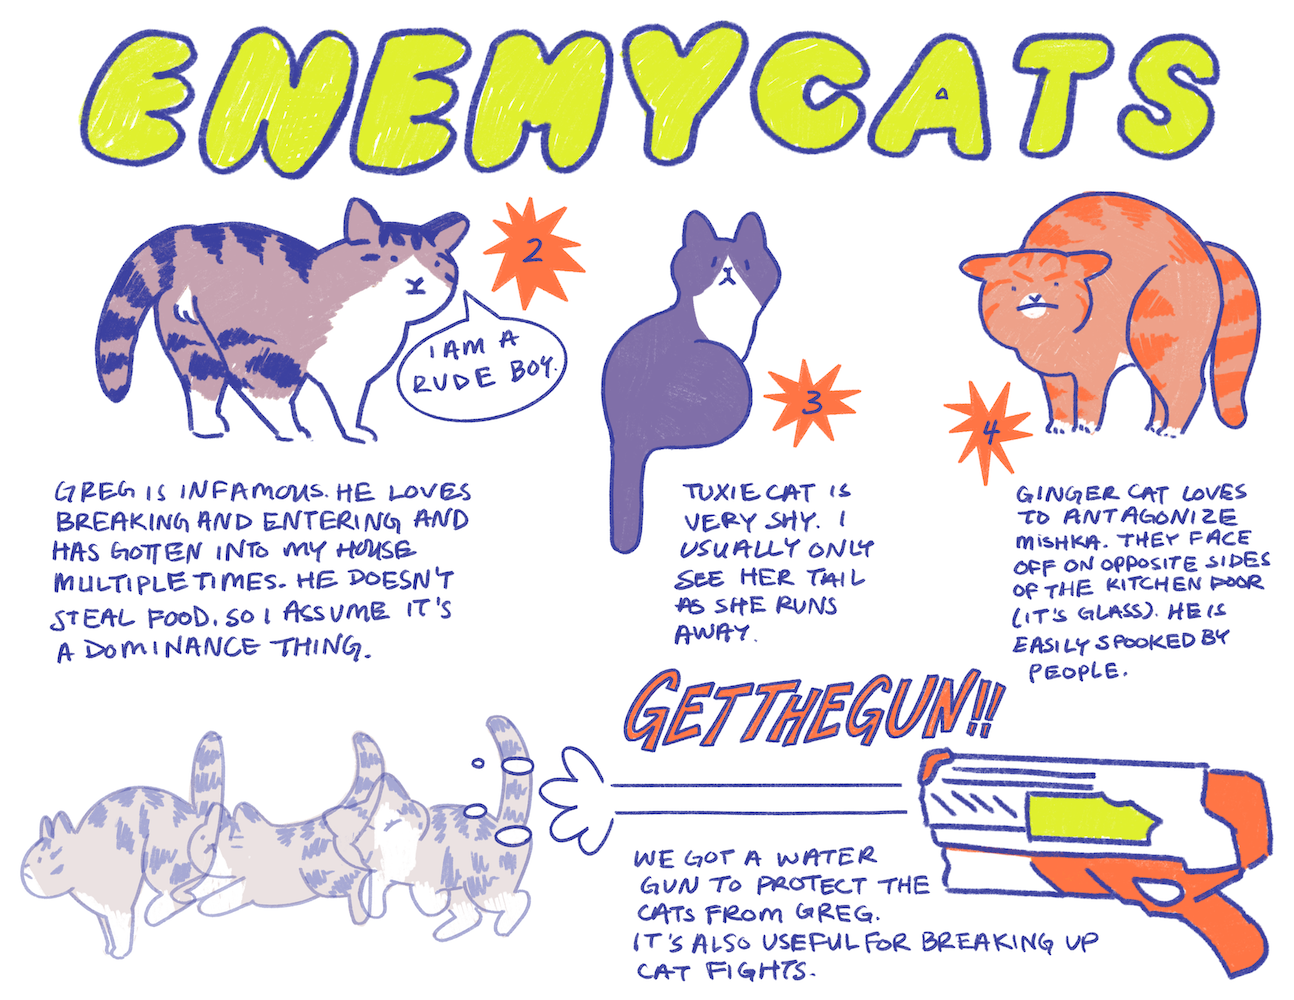 ENEMYCATS
2
I AM A
RUDE BOY.
3
4
GREG IS INFAMOUS. HE LOVES
BREAKING AND ENTERING AND
HAS GOTTEN INTO MY HOUSE
MULTIPLE TIMES. HE DOESN'T
STEAL FOOD. SO I ASSUME IT'S
A DOMINANCE THING.
TUXIE CAT IS
VERY SHY. I
USUALLY ONLY
SEE HER TAIL
AS SHE RUNS
AWAY.
GINGER CAT LOVES
TO ANTAGONIZE
MISHKA. THEY FACE
OFF ON OPPOSITE SIDES
OF THE KITCHEN DOOR
(IT'S GLASS). HE IS
EASILY SPOOKED BY
PEOPLE.
GET THE GUN!!
WE GOT A WATER
GUN TO PROTECT THE
CATS FROM GREG.
IT'S ALSO USEFUL FOR BREAKING UP
CAT FIGHTS.